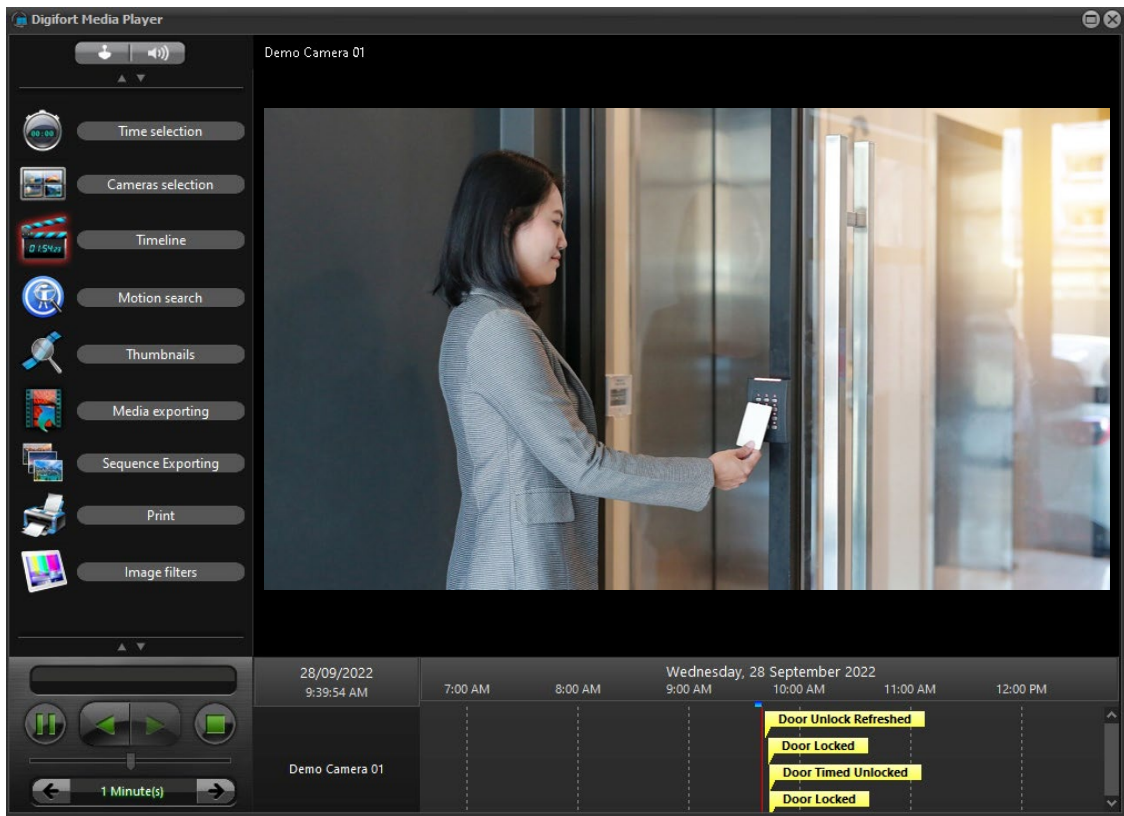 Digifort Media Player
Demo Camera 01
Time selection
Cameras selection
Timeline
01:54:23
Motion search
Thumbnails
Media exporting
Sequence Exporting
Print
Image filters
28/09/2022
9:39:54 AM
Wednesday, 28 September 2022
7:00 AM 8:00 AM 9:00 AM 10:00 AM 11:00 AM 12:00 PM
Demo Camera 01
Door Unlock Refreshed
Door Locked
Door Timed Unlocked
Door Locked
1 Minute(s)